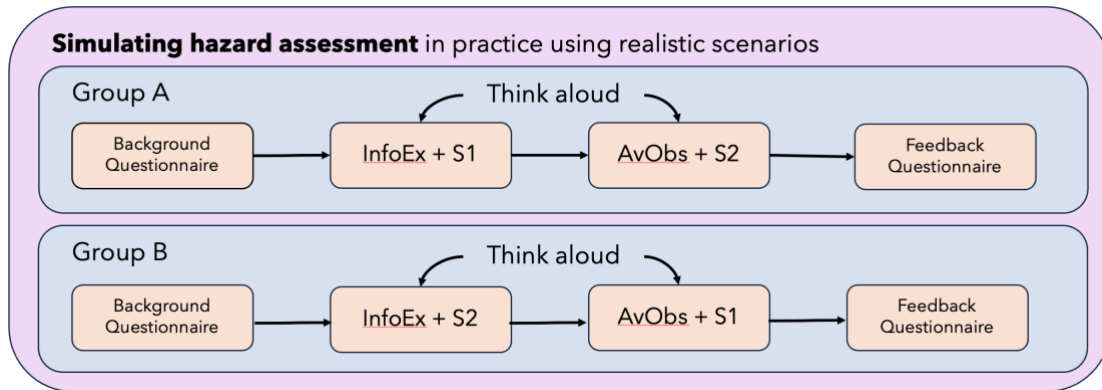 Simulating hazard assessment in practice using realistic scenarios
Group A
Think aloud
Background
Questionnaire
InfoEx + S1
AvObs + S2
Feedback
Questionnaire
Group B
Think aloud
Background
Questionnaire
InfoEx + S2
AvObs + S1
Feedback
Questionnaire